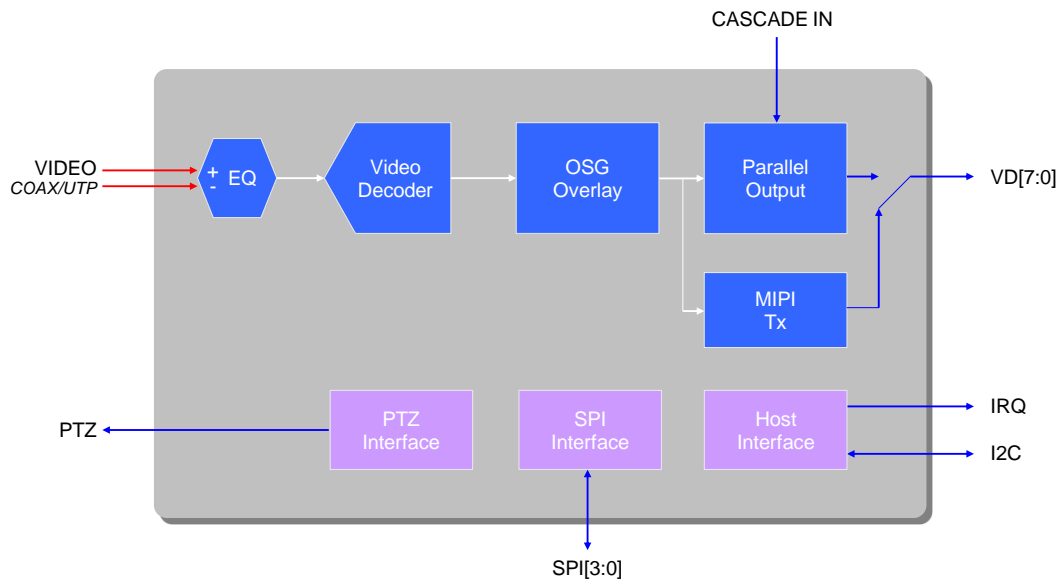 CASCADE IN
VIDEO
COAX/UTP
+
-
EQ
Video
Decoder
OSG
Overlay
Parallel
Output
VD[7:0]
MIPI
Tx
PTZ
PTZ
Interface
SPI
Interface
Host
Interface
IRQ
I2C
SPI[3:0]